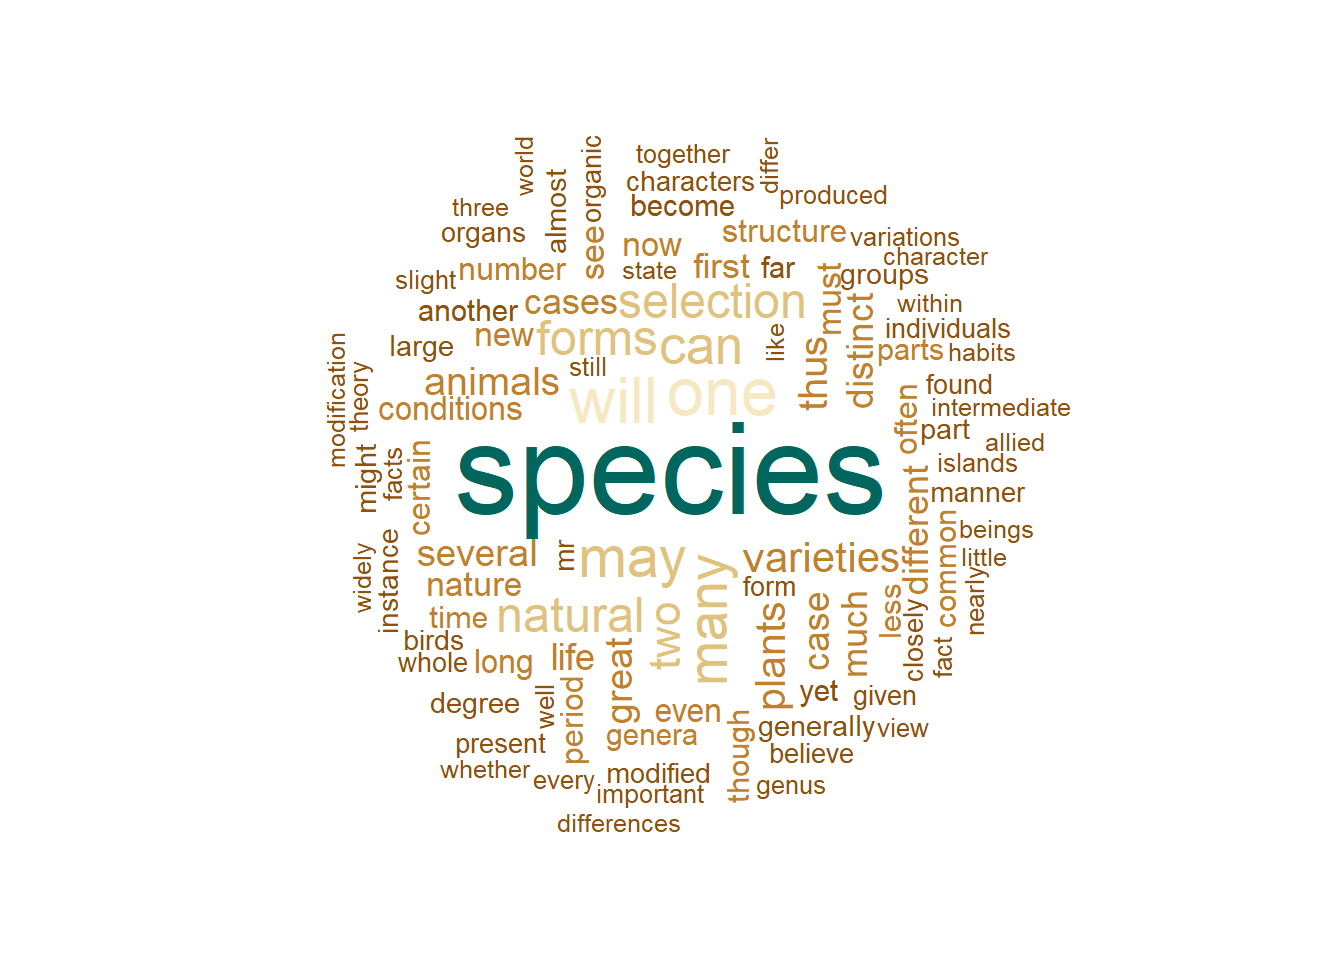 world
organic
together
differ
almost
characters
produced
three
become
organs
see
now
structure
variations
slight
number
state
first
far
must
character
groups
another
cases
selection
distinct
within
large
new
forms
can
like
thus
individuals
parts
habits
modification
theory
animals
still
will
one
found
conditions
often
intermediate
part
allied
might
facts
certain
species
islands
different
manner
widely
instance
several
mr
may
many
varieties
common
beings
little
nature
form
nearly
time
natural
two
plants
case
much
less
closely
fact
birds
whole
long
life
great
yet
given
degree
well
period
even
though
generally
view
present
genera
believe
whether
every
modified
important
genus
differences